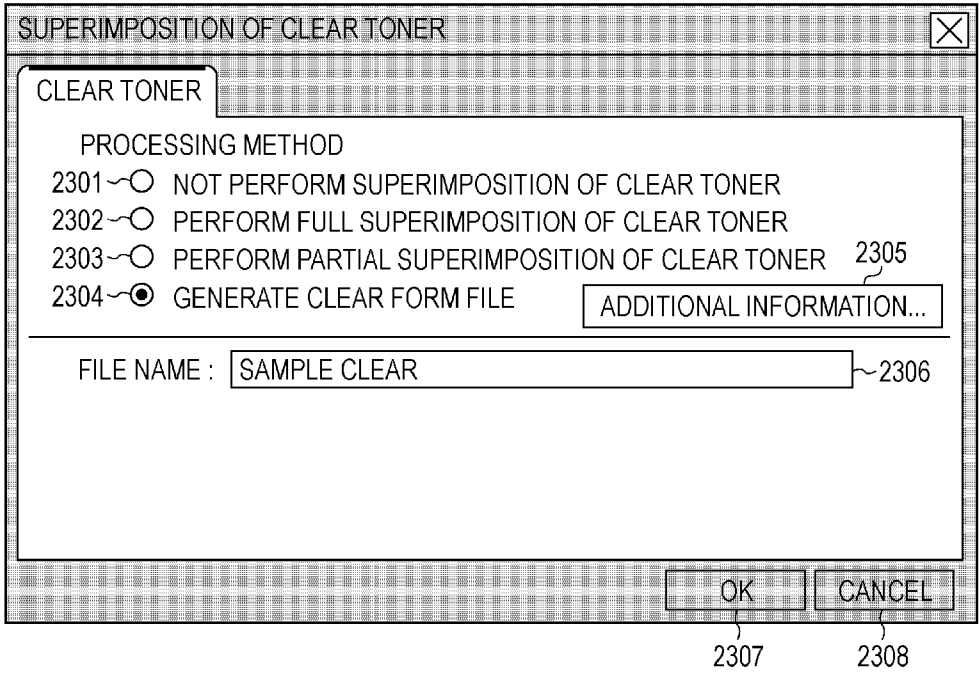 SUPERIMPOSITION OF CLEAR TONER
CLEAR TONER
PROCESSING METHOD
2301 NOT PERFORM SUPERIMPOSITION OF CLEAR TONER
2302 PERFORM FULL SUPERIMPOSITION OF CLEAR TONER
2303 PERFORM PARTIAL SUPERIMPOSITION OF CLEAR TONER 2305
2304 GENERATE CLEAR FORM FILE ADDITIONAL INFORMATION...
FILE NAME : SAMPLE CLEAR 2306
OK CANCEL
2307 2308